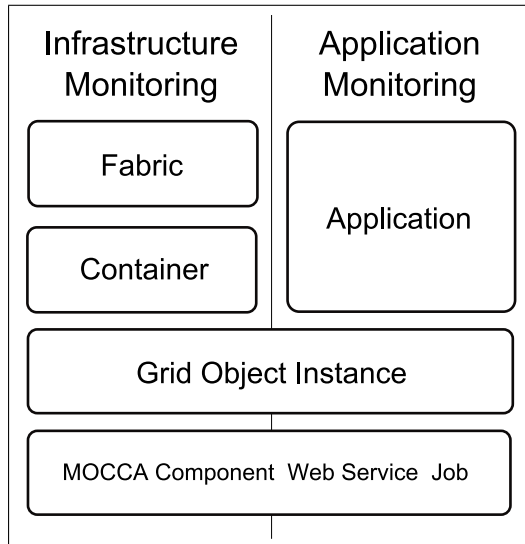 Infrastructure
Monitoring
Application
Monitoring
Fabric
Container
Application
Grid Object Instance
MOCCA Component Web Service Job